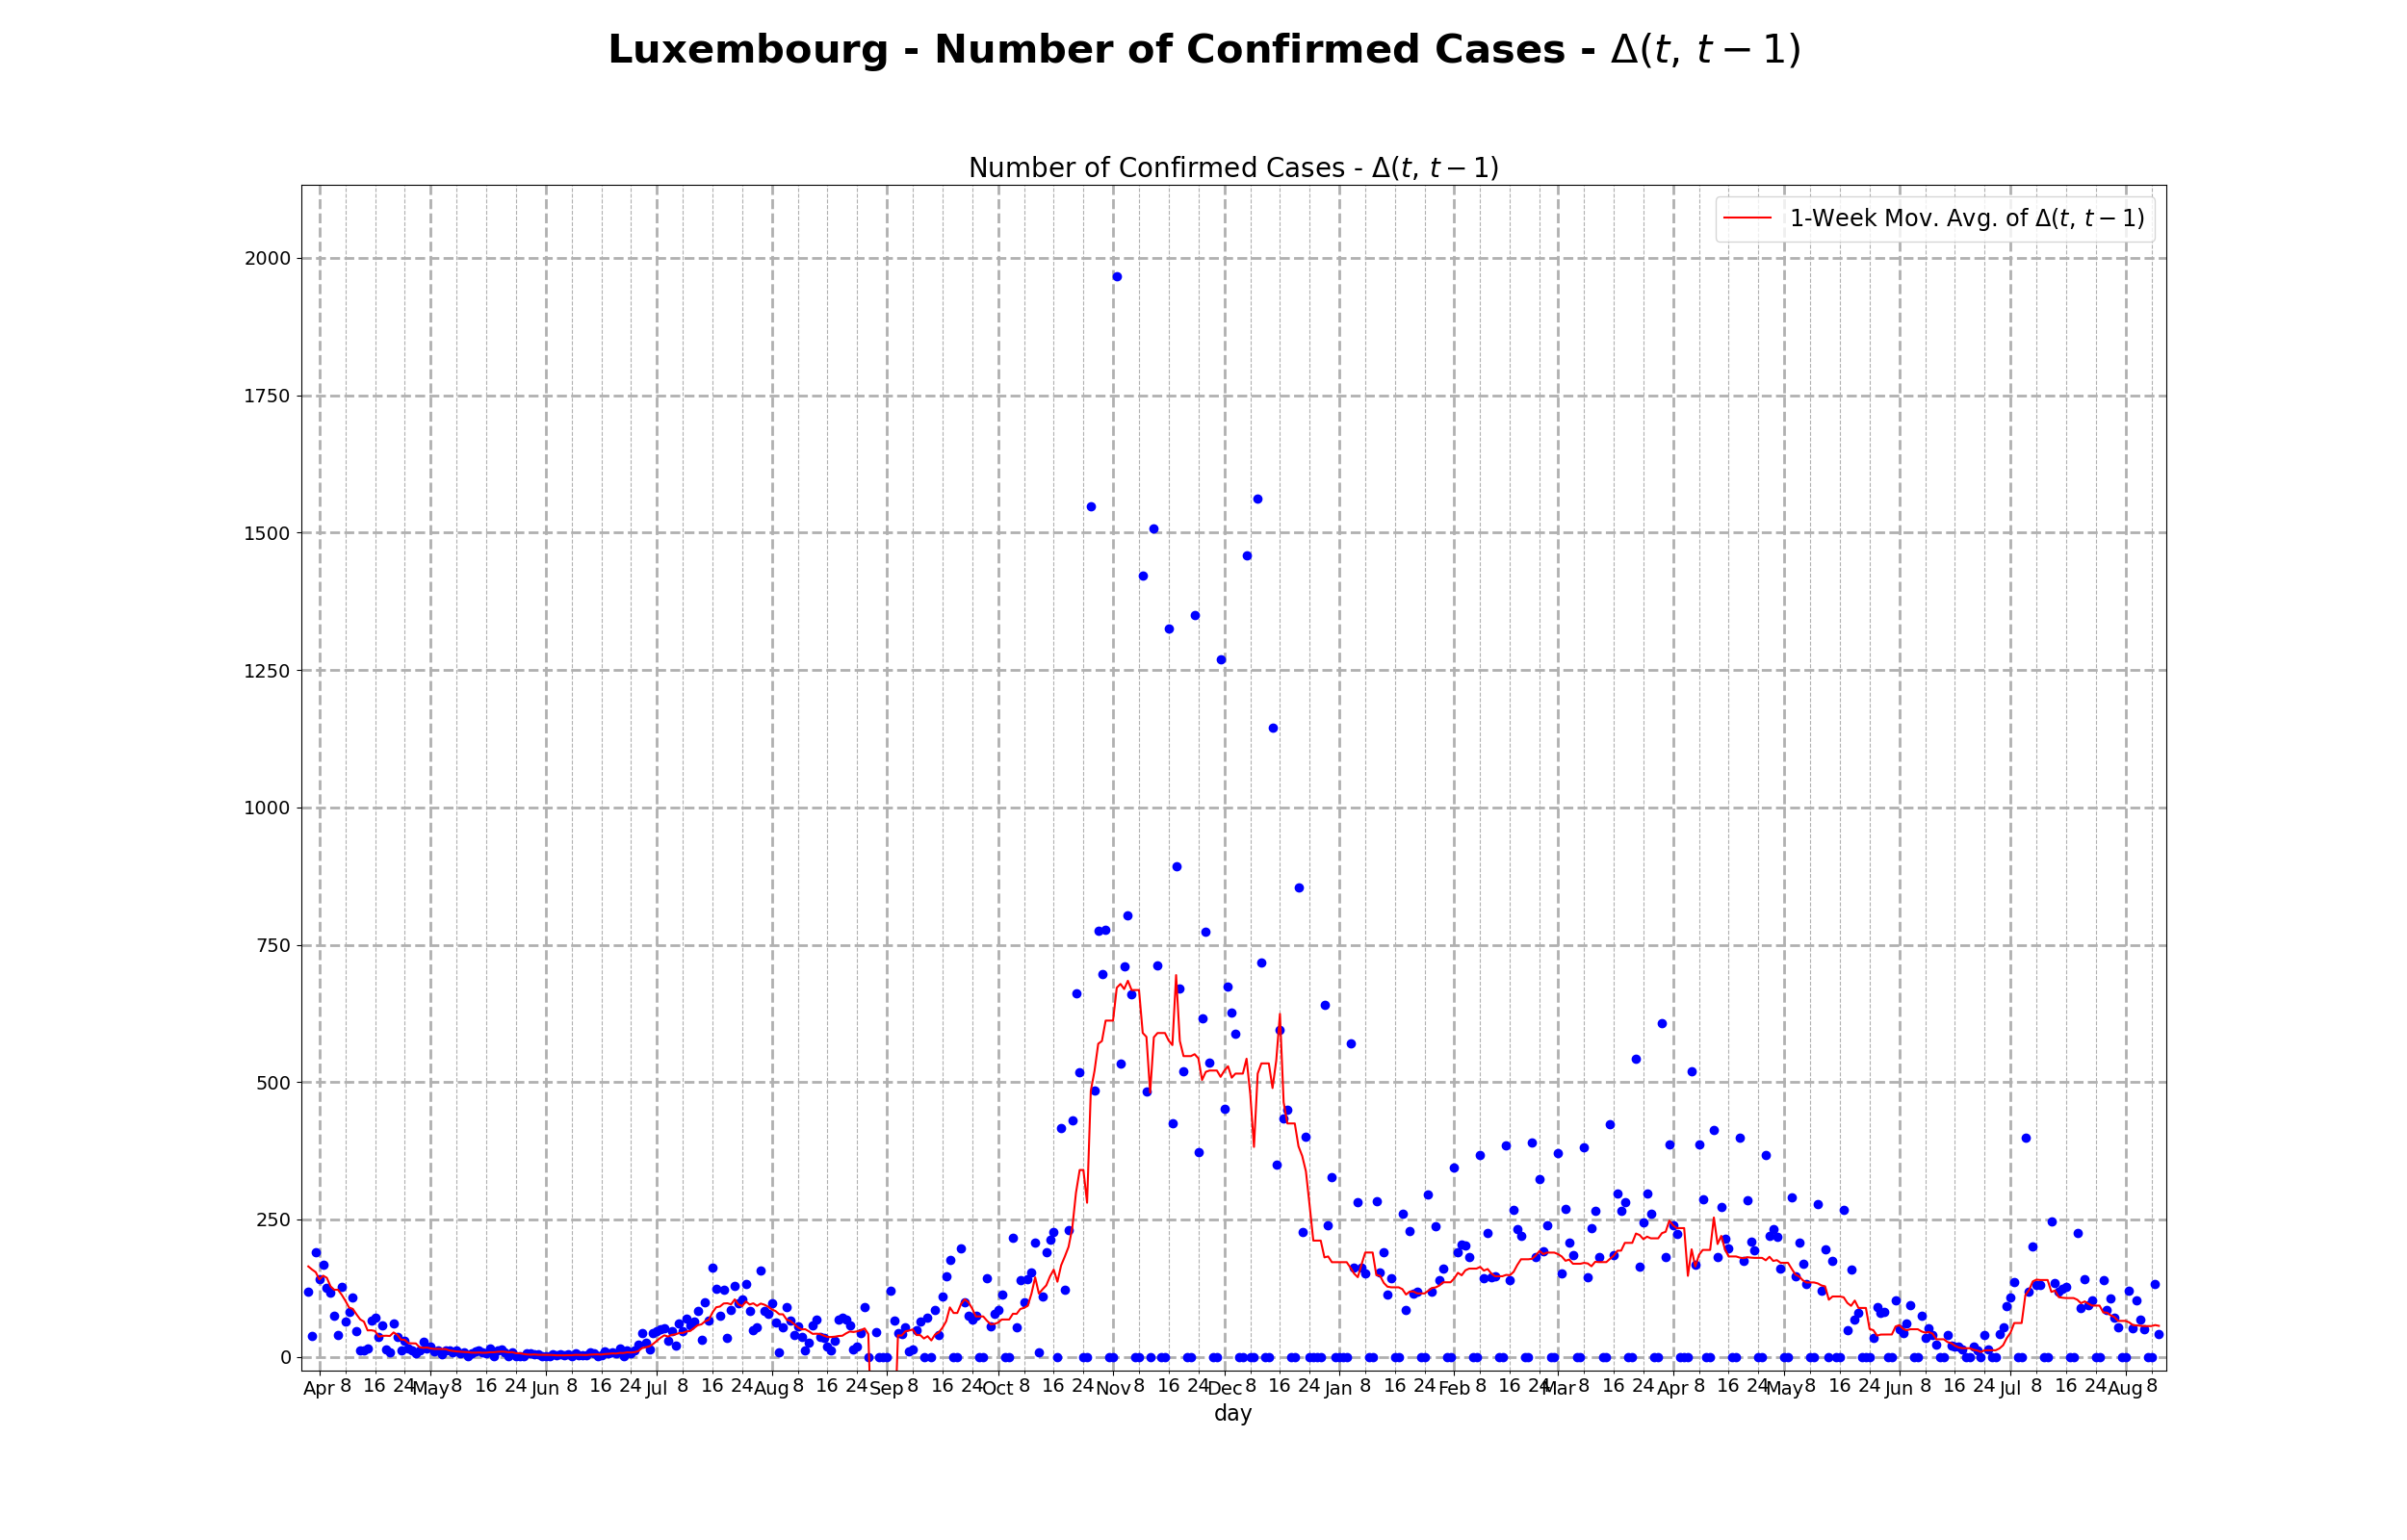 Luxembourg - Number of Confirmed Cases - Δ(t, t − 1)
Number of Confirmed Cases - Δ(t, t − 1)
1-Week Mov. Avg. of Δ(t, t − 1)
2000
1750
1500
1250
1000
750
500
250
0
Apr 8 16 24 May 8 16 24 Jun 8 16 24 Jul 8 16 24 Aug 8 16 24 Sep 8 16 24 Oct 8 16 24 Nov 8 16 24 Dec 8 16 24 Jan 8 16 24 Feb 8 16 24 Mar 8 16 24 Apr 8 16 24 May 8 16 24 Jun 8 16 24 Jul 8 16 24 Aug 8
day